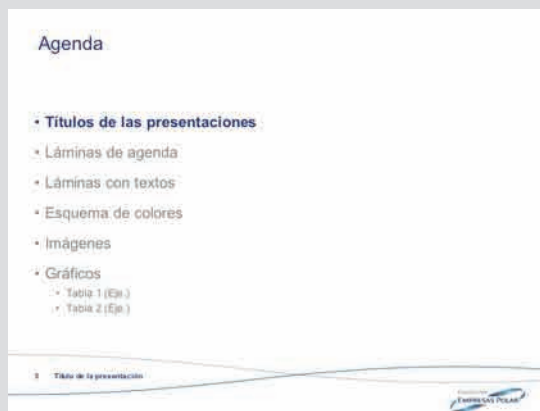 Agenda
• Títulos de las presentaciones
• Láminas de agenda
• Láminas con textos
• Esquema de colores
• Imágenes
• Gráficos
• Tabla 1 (Eje.)
• Tabla 2 (Eje.)
3 Título de la presentación
EMPRESAS POLAR